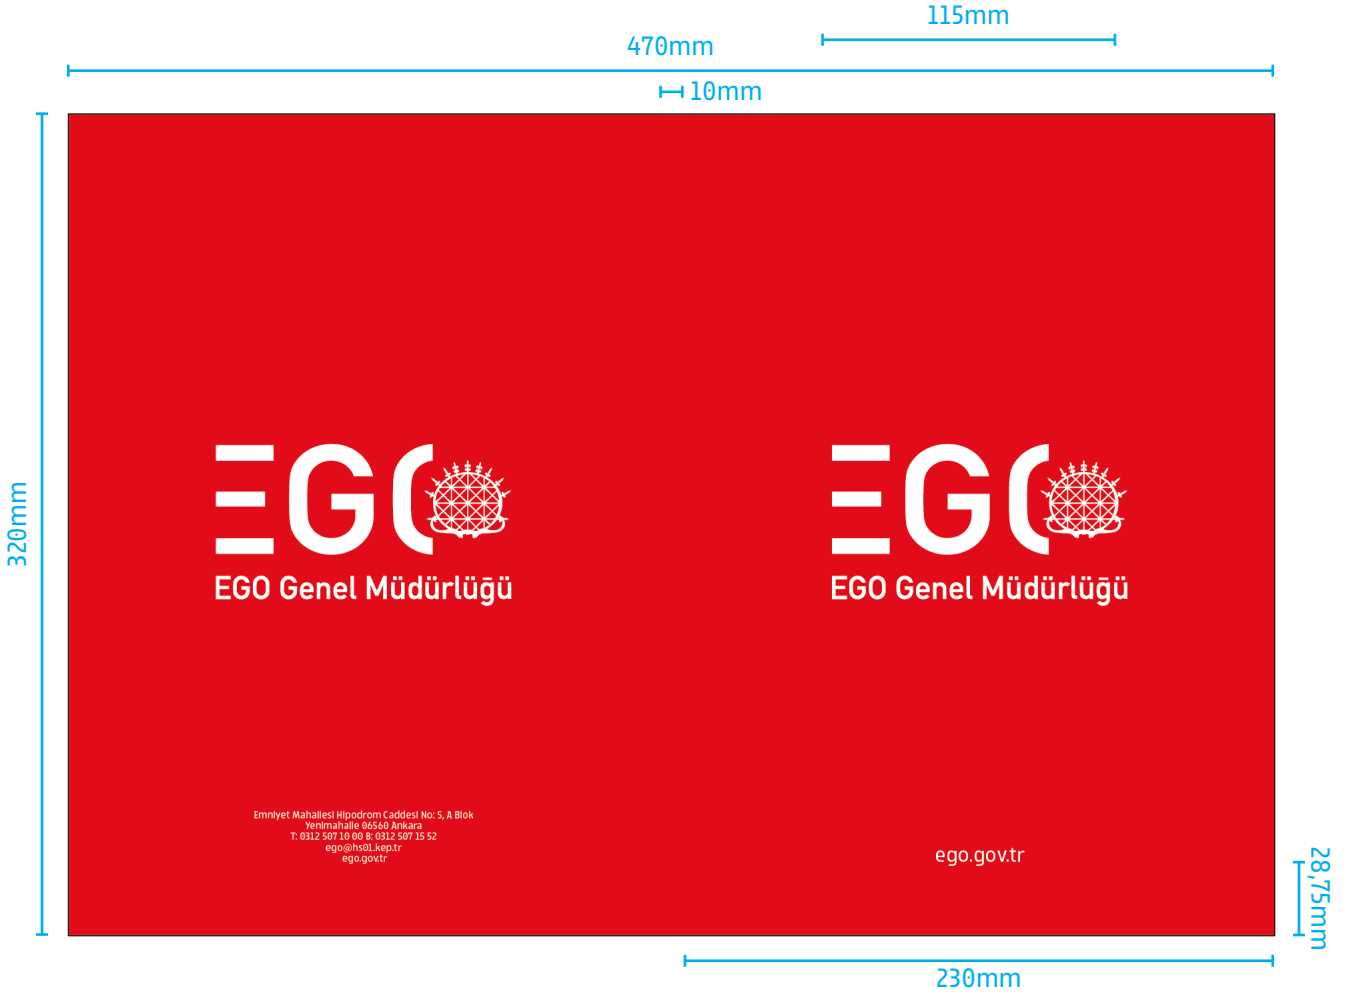 115mm
470mm
10mm
320mm
EGO
EGO Genel Müdürlüğü
EGO
EGO Genel Müdürlüğü
Emniyet Mahallesi Hipodrom Caddesi No: 5, A Blok
Yenimahalle 06560 Ankara
T: 0312 507 10 00 B: 0312 507 15 52
ego@hs01.kep.tr
ego.gov.tr
ego.gov.tr
28,75mm
230mm